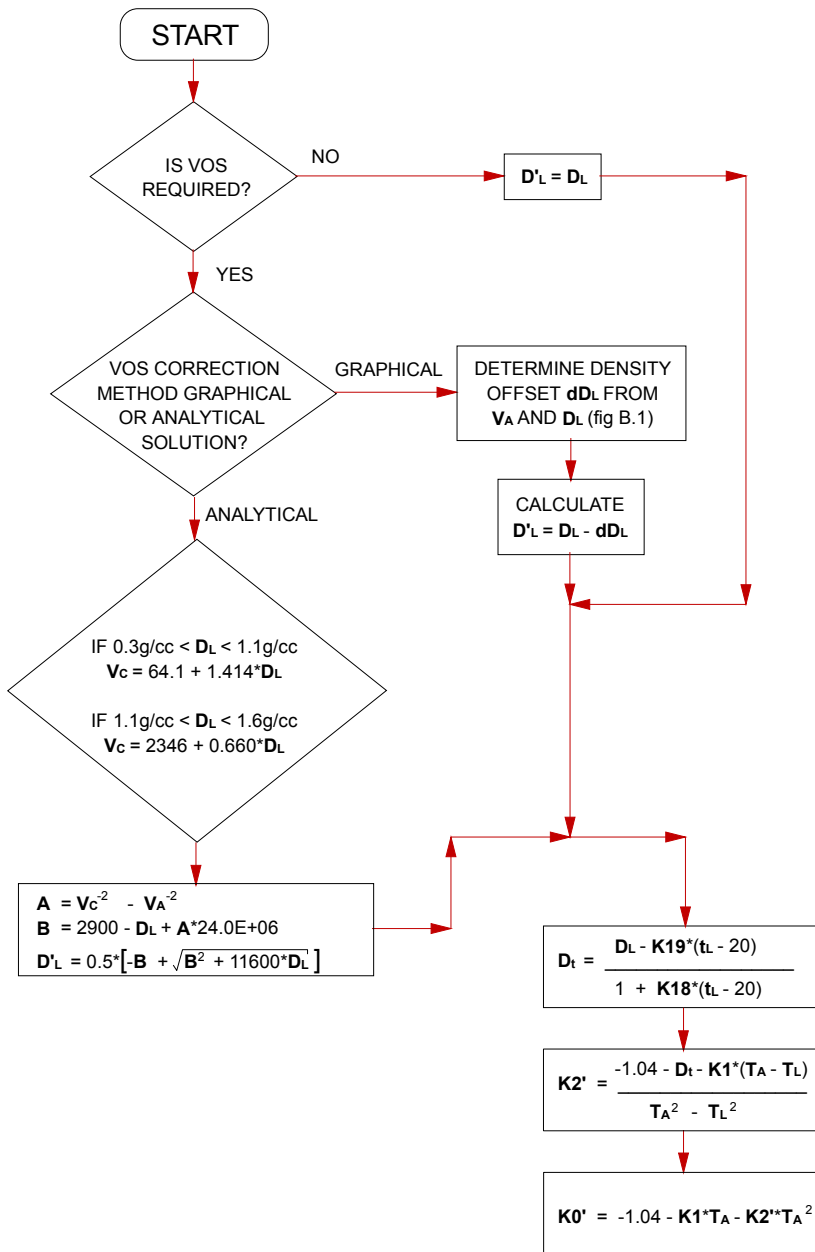 START
IS VOS
REQUIRED?
NO
D'L = DL
YES
VOS CORRECTION
METHOD GRAPHICAL
OR ANALYTICAL
SOLUTION?
GRAPHICAL
DETERMINE DENSITY
OFFSET dDL FROM
VA AND DL (fig B.1)
CALCULATE
D'L = DL - dDL
ANALYTICAL
IF 0.3g/cc < DL < 1.1g/cc
VC = 64.1 + 1.414*DL
IF 1.1g/cc < DL < 1.6g/cc
VC = 2346 + 0.660*DL
A = VC⁻² - VA⁻²
B = 2900 - DL + A*24.0E+06
D'L = 0.5*[-B + √B² + 11600*DL ]
Dt = DL - K19*(tL - 20)
1 + K18*(tL - 20)
K2' = -1.04 - Dt - K1*(TA - TL)
TA² - TL²
K0' = -1.04 - K1*TA - K2'*TA²